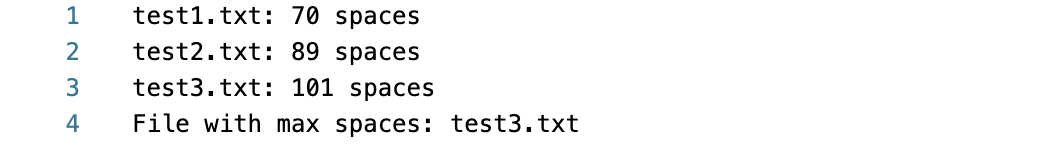 1 test1.txt: 70 spaces
2 test2.txt: 89 spaces
3 test3.txt: 101 spaces
4 File with max spaces: test3.txt